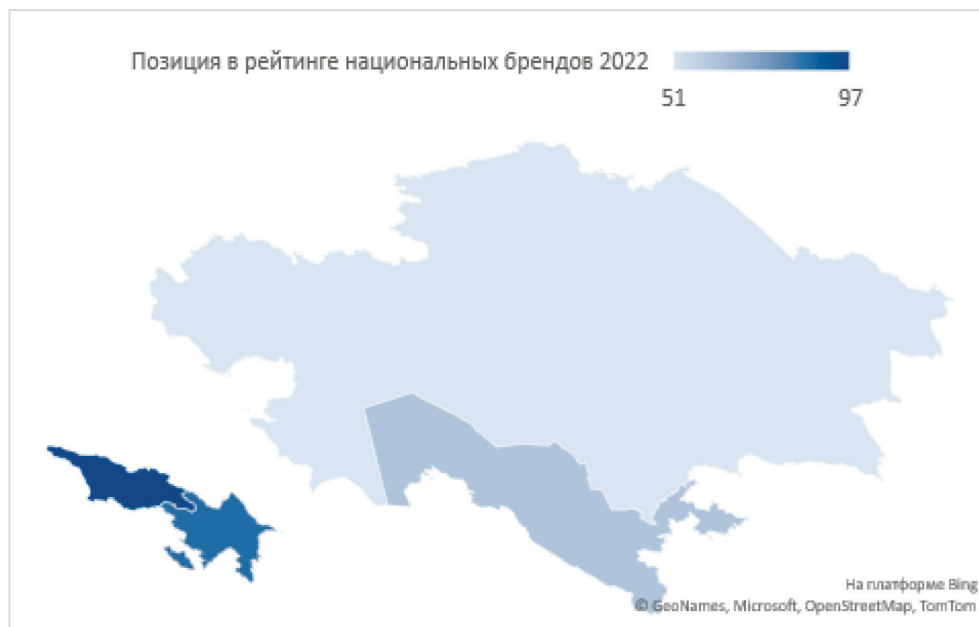 Позиция в рейтинге национальных брендов 2022
51 97
На платформе Bing
© GeoNames, Microsoft, OpenStreetMap, TomTom